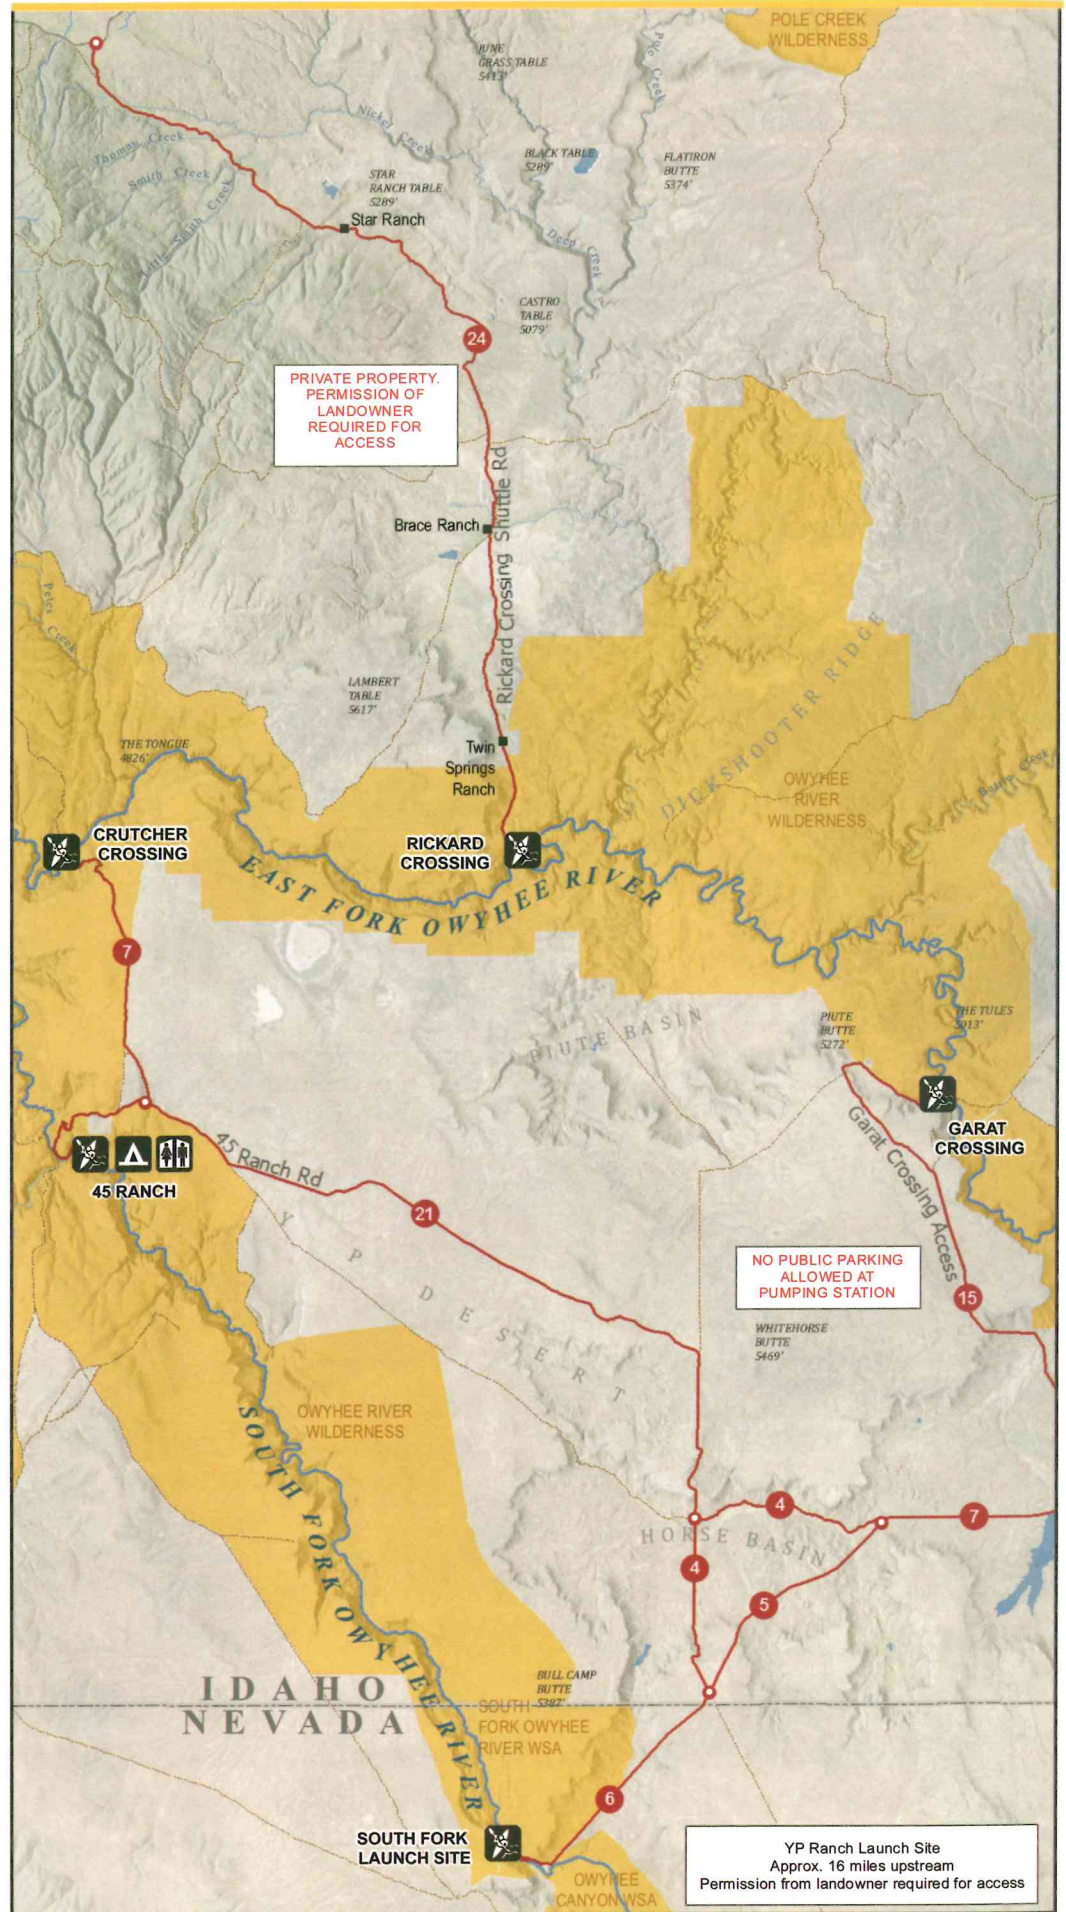 POLE CREEK
WILDERNESS
JUNE
GRASS TABLE
5413'
Pole Creek
Nickel Creek
Thomas Creek
BLACK TABLE
5289'
FLATIRON
BUTTE
5374'
Smith Creek
STAR
RANCH TABLE
5289'
Little Smith Creek
Star Ranch
Deep Creek
CASTRO
TABLE
5079'
24
PRIVATE PROPERTY.
PERMISSION OF
LANDOWNER
REQUIRED FOR
ACCESS
Rickard Crossing Shuttle Rd
Brace Ranch
Petes Creek
LAMBERT
TABLE
5617'
DICKSHOOTER RIDGE
THE TONGUE
4826'
Twin
Springs
Ranch
OWYHEE
RIVER
WILDERNESS
Creek
CRUTCHER
CROSSING
RICKARD
CROSSING
EAST FORK OWYHEE RIVER
7
PIUTE BASIN
PIUTE
BUTTE
5272'
THE TULES
5013'
GARAT
CROSSING
Garat Crossing Access
45 Ranch Rd
45 RANCH
21
YP DESERT
NO PUBLIC PARKING
ALLOWED AT
PUMPING STATION
15
WHITEHORSE
BUTTE
5469'
OWYHEE RIVER
WILDERNESS
SOUTH FORK OWYHEE RIVER
4
7
HORSE BASIN
4
5
BULL CAMP
BUTTE
5387'
IDAHO
NEVADA
SOUTH
FORK OWYHEE
RIVER WSA
6
SOUTH FORK
LAUNCH SITE
YP Ranch Launch Site
Approx. 16 miles upstream
Permission from landowner required for access
OWYHEE
CANYON WSA